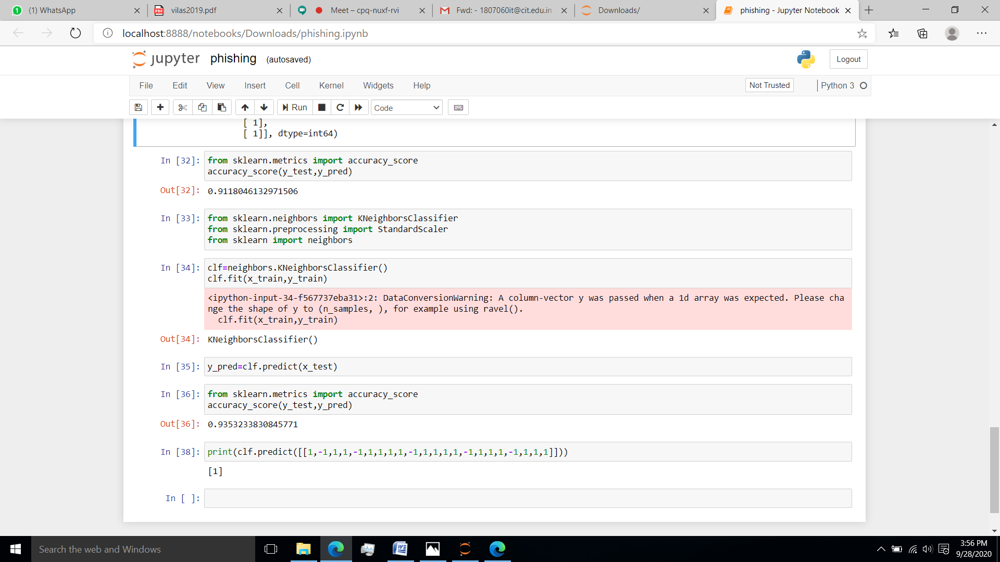 (1) WhatsApp
vilas2019.pdf
Meet – cpq-nuxf-rvi
Fwd: - 1807060it@cit.edu.in
Downloads/
phishing - Jupyter Notebook
localhost:8888/notebooks/Downloads/phishing.ipynb
jupyter phishing (autosaved)
Logout
File Edit View Insert Cell Kernel Widgets Help
Not Trusted
Python 3
Run
Code
[ 1],
[ 1]], dtype=int64)
In [32]: from sklearn.metrics import accuracy_score
accuracy_score(y_test,y_pred)
Out[32]: 0.9118046132971506
In [33]: from sklearn.neighbors import KNeighborsClassifier
from sklearn.preprocessing import StandardScaler
from sklearn import neighbors
In [34]: clf=neighbors.KNeighborsClassifier()
clf.fit(x_train,y_train)
<ipython-input-34-f567737eba31>:2: DataConversionWarning: A column-vector y was passed when a 1d array was expected. Please cha
nge the shape of y to (n_samples, ), for example using ravel().
clf.fit(x_train,y_train)
Out[34]: KNeighborsClassifier()
In [35]: y_pred=clf.predict(x_test)
In [36]: from sklearn.metrics import accuracy_score
accuracy_score(y_test,y_pred)
Out[36]: 0.9353233830845771
In [38]: print(clf.predict([[1,-1,1,1,-1,1,1,1,1,-1,1,1,1,1,-1,1,1,1,-1,1,1,1]]))
[1]
In [ ]:
Search the web and Windows
3:56 PM
9/28/2020